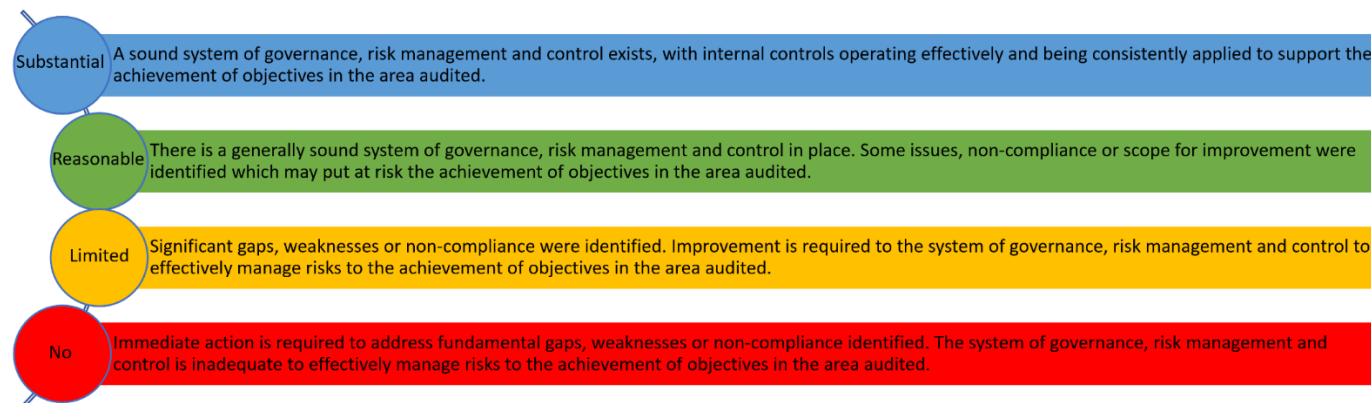 Substantial
A sound system of governance, risk management and control exists, with internal controls operating effectively and being consistently applied to support the
achievement of objectives in the area audited.
Reasonable
There is a generally sound system of governance, risk management and control in place. Some issues, non-compliance or scope for improvement were
identified which may put at risk the achievement of objectives in the area audited.
Limited
Significant gaps, weaknesses or non-compliance were identified. Improvement is required to the system of governance, risk management and control to
effectively manage risks to the achievement of objectives in the area audited.
No
Immediate action is required to address fundamental gaps, weaknesses or non-compliance identified. The system of governance, risk management and
control is inadequate to effectively manage risks to the achievement of objectives in the area audited.